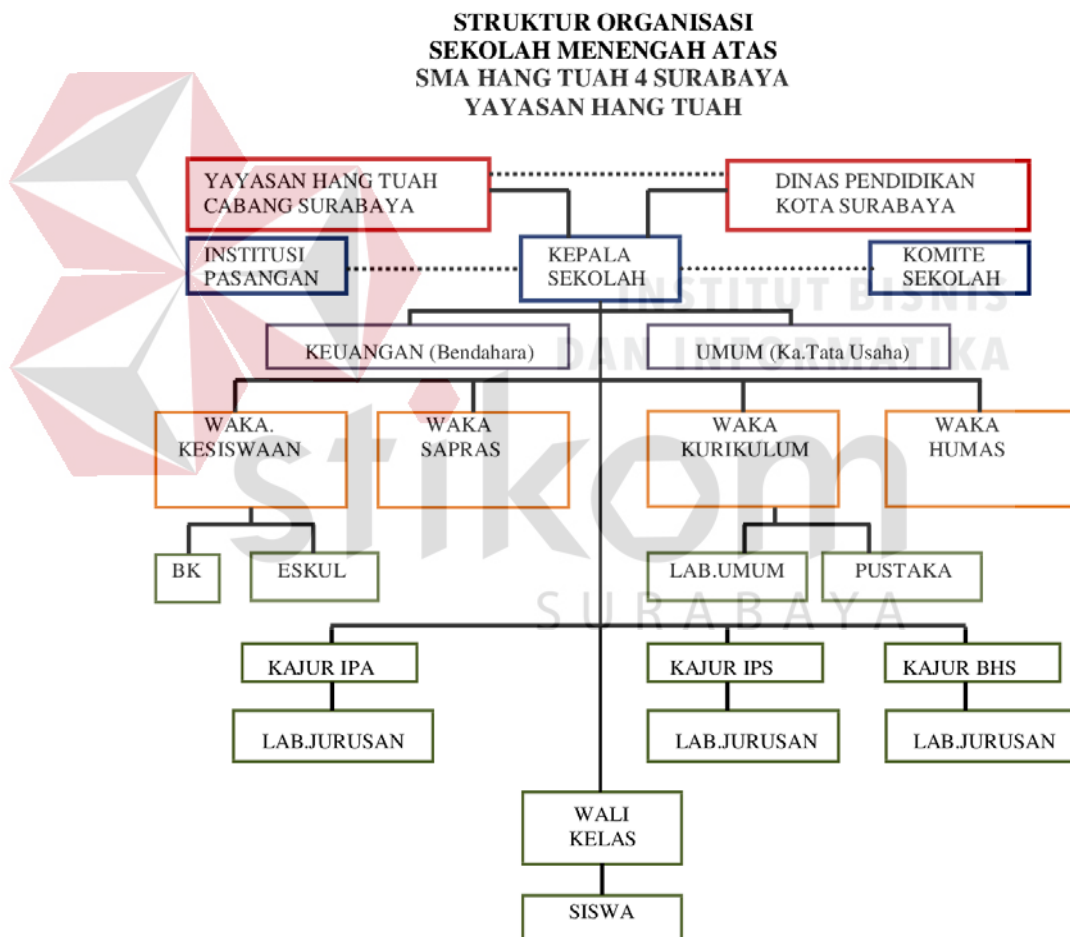 STRUKTUR ORGANISASI
SEKOLAH MENENGAH ATAS
SMA HANG TUAH 4 SURABAYA
YAYASAN HANG TUAH
YAYASAN HANG TUAH
CABANG SURABAYA
DINAS PENDIDIKAN
KOTA SURABAYA
INSTITUSI
PASANGAN
KEPALA
SEKOLAH
KOMITE
SEKOLAH
INSTITUT BISNIS
DAN INFORMATIKA
KEUANGAN (Bendahara)
UMUM (Ka.Tata Usaha)
WAKA.
KESISWAAN
WAKA
SAPRAS
WAKA
KURIKULUM
WAKA
HUMAS
stikom
SURABAYA
BK
ESKUL
LAB.UMUM
PUSTAKA
KAJUR IPA
KAJUR IPS
KAJUR BHS
LAB.JURUSAN
LAB.JURUSAN
LAB.JURUSAN
WALI
KELAS
SISWA